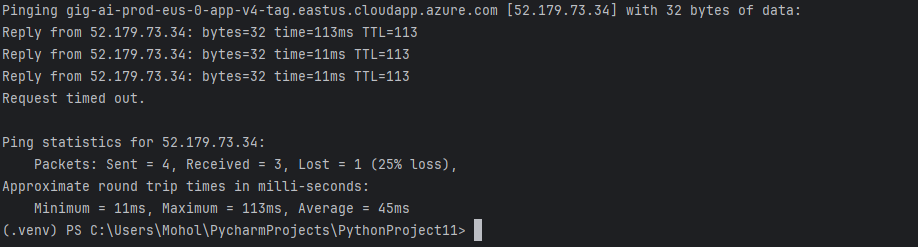 Pinging gig-ai-prod-eus-0-app-v4-tag.eastus.cloudapp.azure.com [52.179.73.34] with 32 bytes of data:
Reply from 52.179.73.34: bytes=32 time=113ms TTL=113
Reply from 52.179.73.34: bytes=32 time=11ms TTL=113
Reply from 52.179.73.34: bytes=32 time=11ms TTL=113
Request timed out.

Ping statistics for 52.179.73.34:
    Packets: Sent = 4, Received = 3, Lost = 1 (25% loss),
Approximate round trip times in milli-seconds:
    Minimum = 11ms, Maximum = 113ms, Average = 45ms
(.venv) PS C:\Users\Mohol\PycharmProjects\PythonProject11>